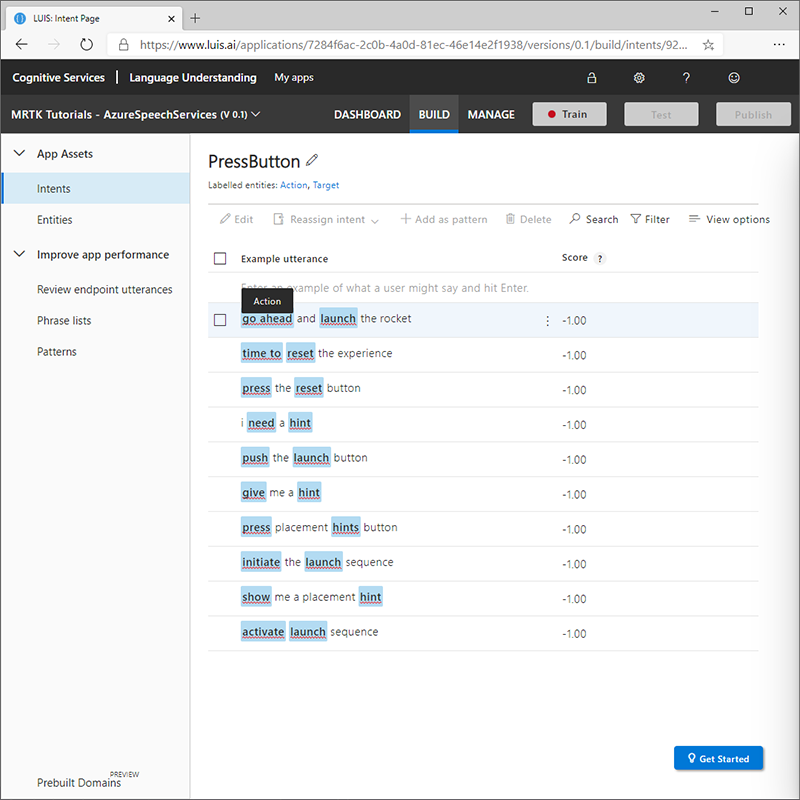 LUIS: Intent Page
https://www.luis.ai/applications/7284f6ac-2c0b-4a0d-81ec-46e14e2f1938/versions/0.1/build/intents/92...
Cognitive Services Language Understanding My apps
MRTK Tutorials - AzureSpeechServices (V 0.1) DASHBOARD BUILD MANAGE Train Test Publish
App Assets
Intents
Entities
Improve app performance
Review endpoint utterances
Phrase lists
Patterns
Prebuilt Domains PREVIEW
PressButton
Labelled entities: Action, Target
Edit Reassign intent Add as pattern Delete Search Filter View options
Example utterance Score ?
Enter an example of what a user might say and hit Enter.
Action
go ahead and launch the rocket -1.00
time to reset the experience -1.00
press the reset button -1.00
i need a hint -1.00
push the launch button -1.00
give me a hint -1.00
press placement hints button -1.00
initiate the launch sequence -1.00
show me a placement hint -1.00
activate launch sequence -1.00
Get Started